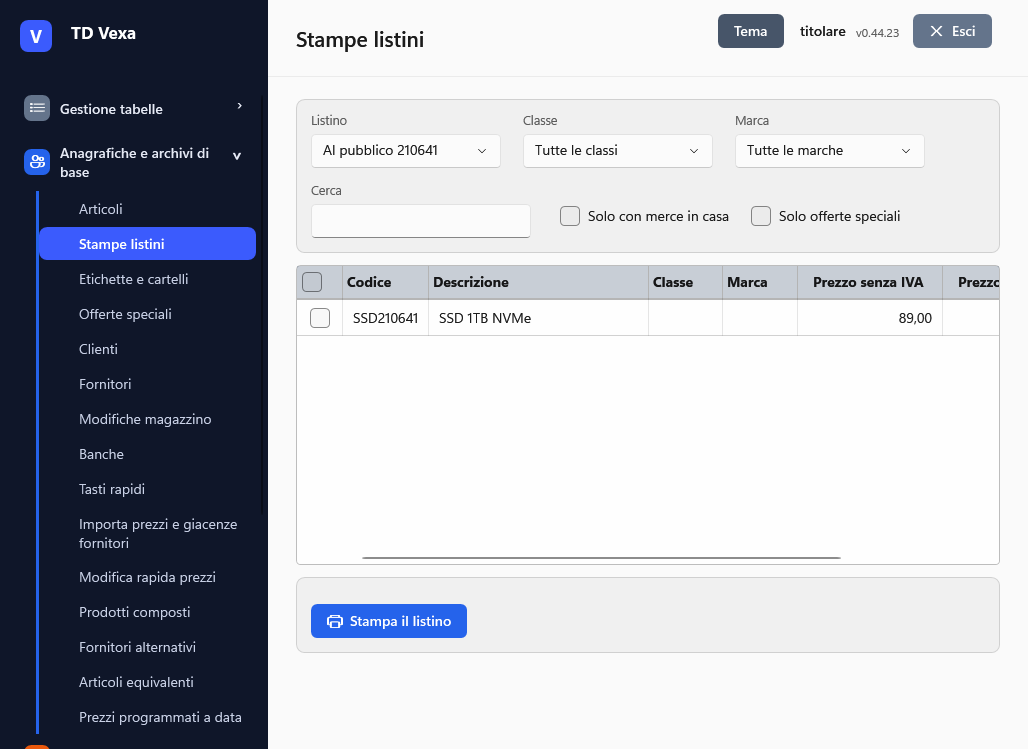 V
TD Vexa
Gestione tabelle
Anagrafiche e archivi di
base
Articoli
Stampe listini
Etichette e cartelli
Offerte speciali
Clienti
Fornitori
Modifiche magazzino
Banche
Tasti rapidi
Importa prezzi e giacenze
fornitori
Modifica rapida prezzi
Prodotti composti
Fornitori alternativi
Articoli equivalenti
Prezzi programmati a data
Stampe listini
Tema titolare v0.44.23 Esci
Listino Classe Marca
Al pubblico 210641 Tutte le classi Tutte le marche
Cerca
Solo con merce in casa Solo offerte speciali
Codice Descrizione Classe Marca Prezzo senza IVA Prezzo
SSD210641 SSD 1TB NVMe 89,00
Stampa il listino